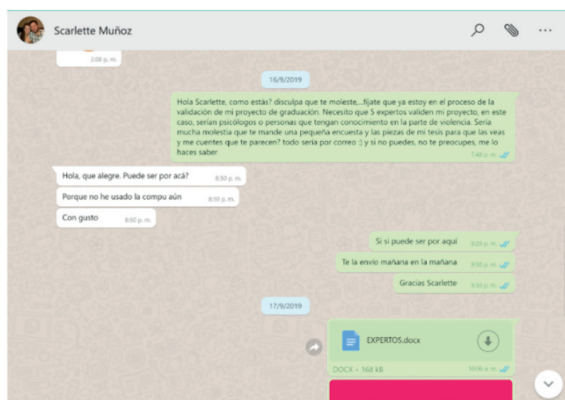 Scarlette Muñoz
2:08 p. m.
16/9/2019
Hola Scarlette, como estás? disculpa que te moleste,...fijate que ya estoy en el proceso de la
validación de mi proyecto de graduación. Necesito que 5 expertos validen mi proyecto, en este
caso, serían psicólogos o personas que tengan conocimiento en la parte de violencia. Sería
mucha molestia que te mande una pequeña encuesta y las piezas de mi tesis para que las veas
y me cuentes que te parecen? todo sería por correo :) y si no puedes, no te preocupes, me lo
haces saber
7:48 p. m.
Hola, que alegre. Puede ser por acá?
8:50 p. m.
Porque no he usado la compu aún
8:50 p. m.
Con gusto
8:50 p. m.
Si si puede ser por aquí
p. m.
Te la envío mañana en la mañana
p. m.
Gracias Scarlette
p. m.
17/9/2019
EXPERTOS.docx
DOCX • 168 kB
10:06 a. m.